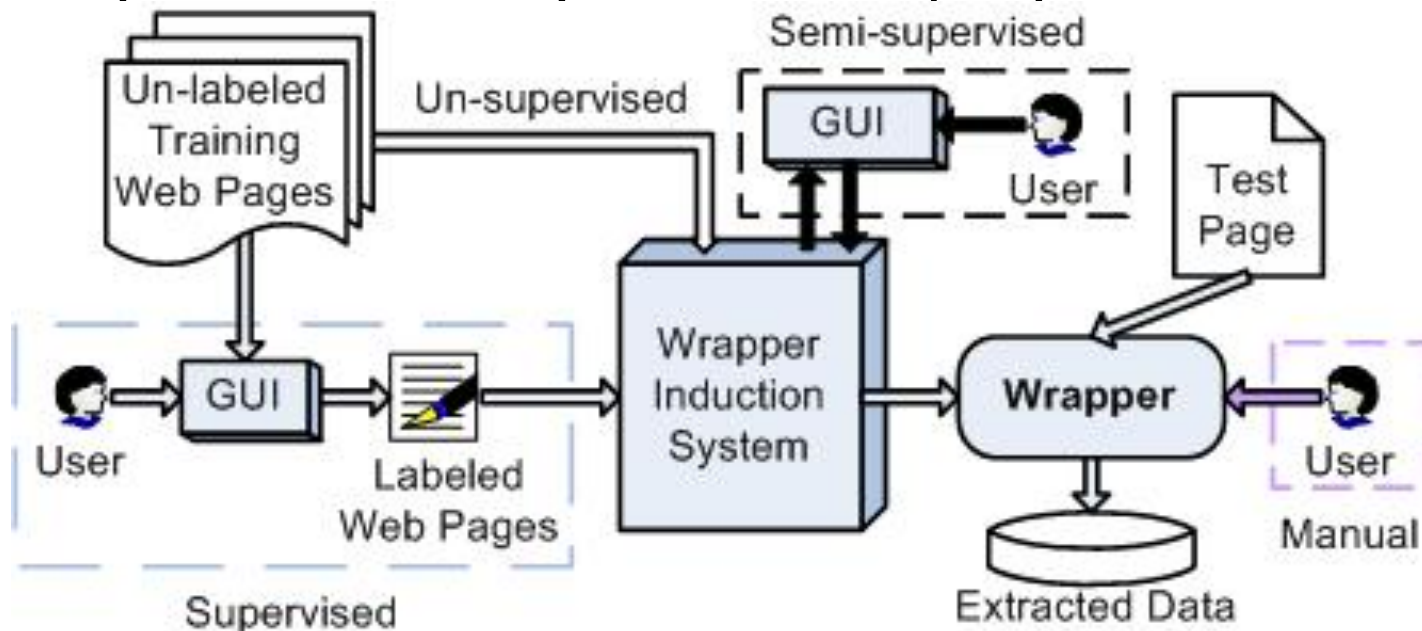 Semi-supervised
Un-labeled
Training
Web Pages
Un-supervised
GUI
User
Test
Page
User
GUI
Labeled
Web Pages
Supervised
Wrapper
Induction
System
Wrapper
User
Manual
Extracted Data